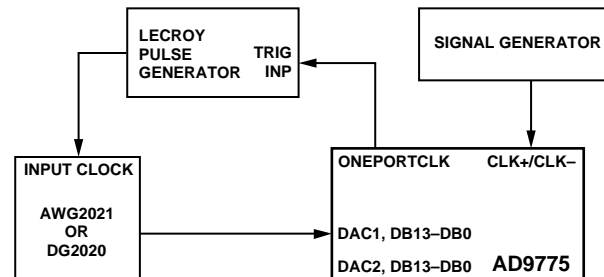 LECROY
PULSE
GENERATOR
TRIG
INP
SIGNAL GENERATOR
INPUT CLOCK
AWG2021
OR
DG2020
ONEPORTCLK
CLK+/CLK–
DAC1, DB13–DB0
DAC2, DB13–DB0
AD9775